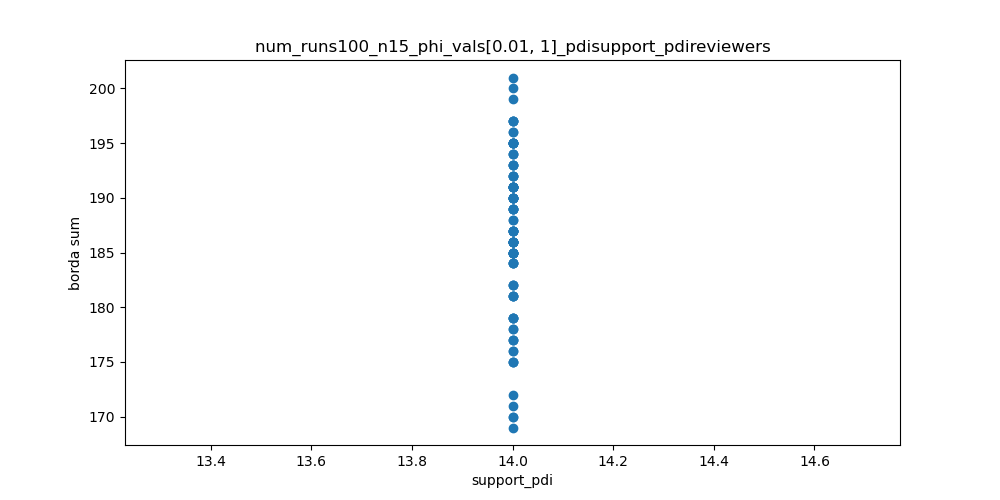 num_runs100_n15_phi_vals[0.01, 1]_pdisupport_pdireviewers
200
195
190
185
180
175
170
borda sum
13.4 13.6 13.8 14.0 14.2 14.4 14.6
support_pdi